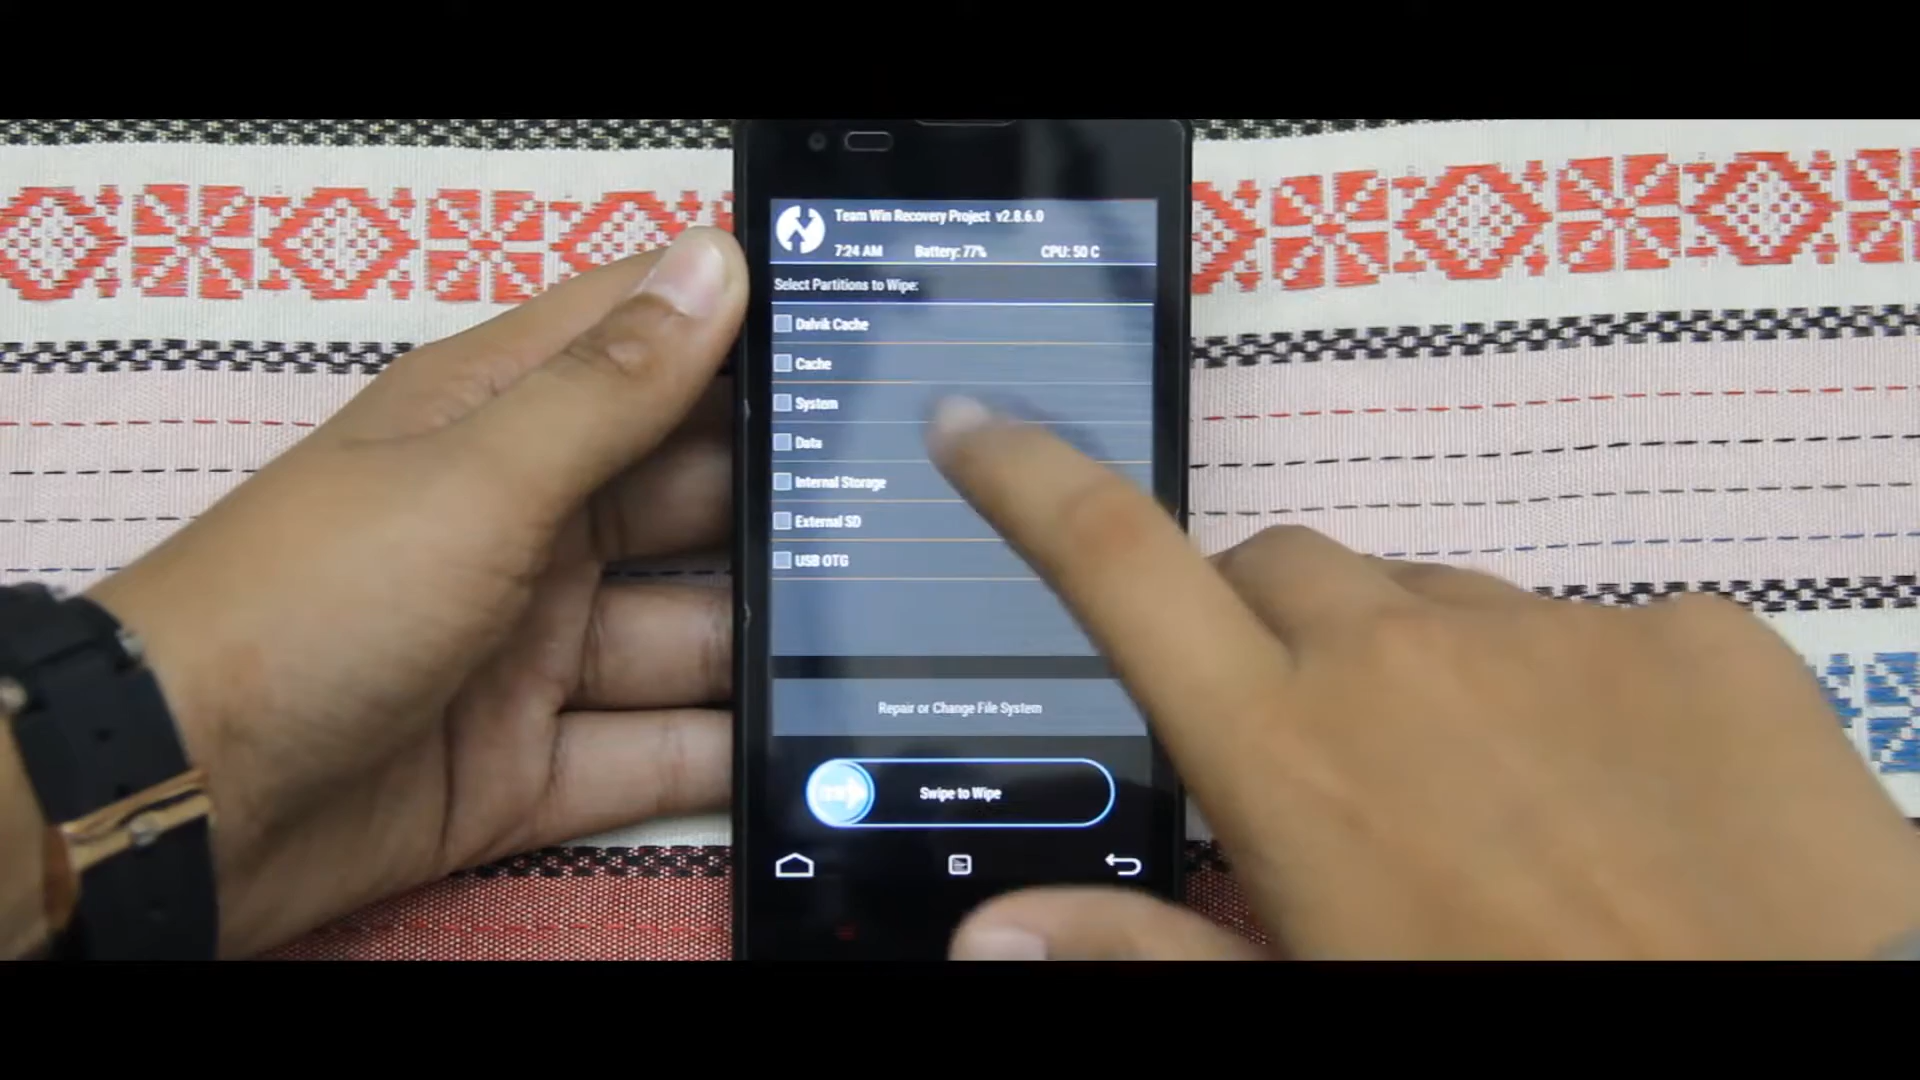 Team Win Recovery Project v2.8.6.0
7:24 AM Battery: 77% CPU: 50 C
Select Partitions to Wipe:
Dalvik Cache
Cache
System
Data
Internal Storage
External SD
USB OTG
Repair or Change File System
Swipe to Wipe